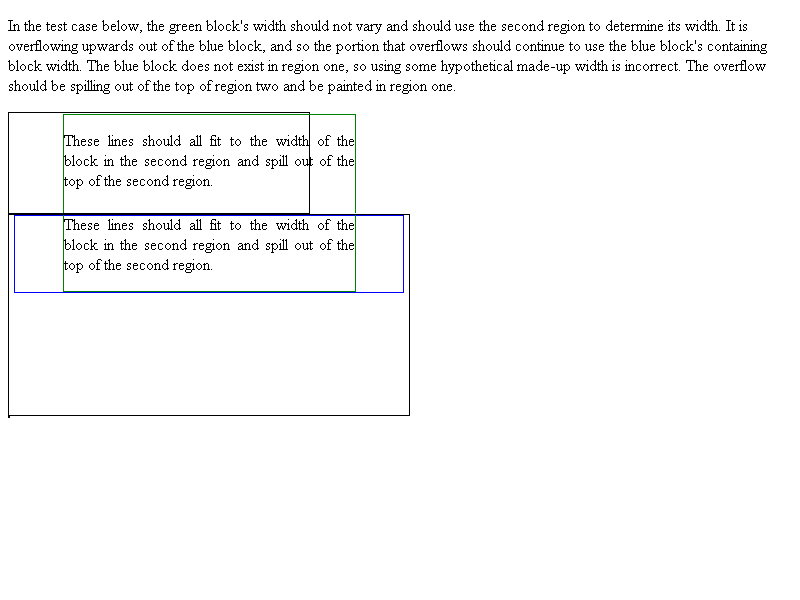 In the test case below, the green block's width should not vary and should use the second region to determine its width. It is
overflowing upwards out of the blue block, and so the portion that overflows should continue to use the blue block's containing
block width. The blue block does not exist in region one, so using some hypothetical made-up width is incorrect. The overflow
should be spilling out of the top of region two and be painted in region one.
These lines should all fit to the width of the
block in the second region and spill out of the
top of the second region.
These lines should all fit to the width of the
block in the second region and spill out of the
top of the second region.